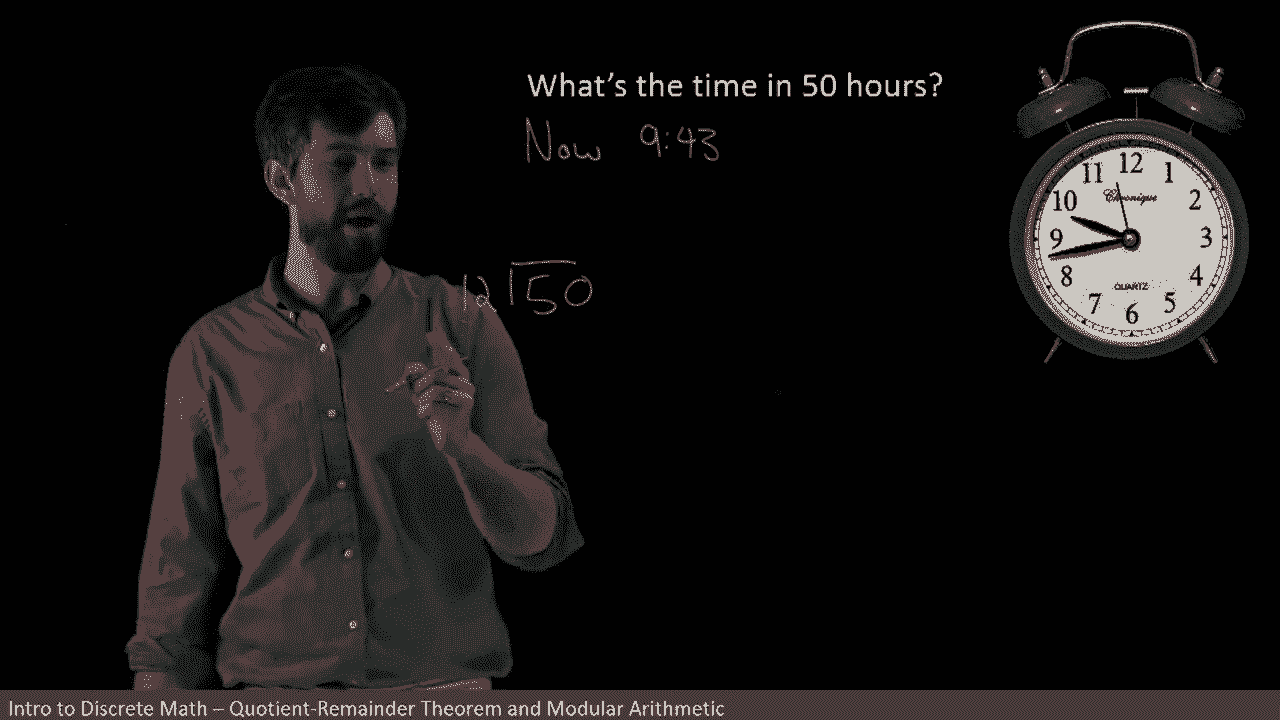 What's the time in 50 hours?
Now 9:43
12 50
12
11 1
10 2
9 3
8 4
7 5
6
Chronique
QUARTZ
Intro to Discrete Math – Quotient-Remainder Theorem and Modular Arithmetic